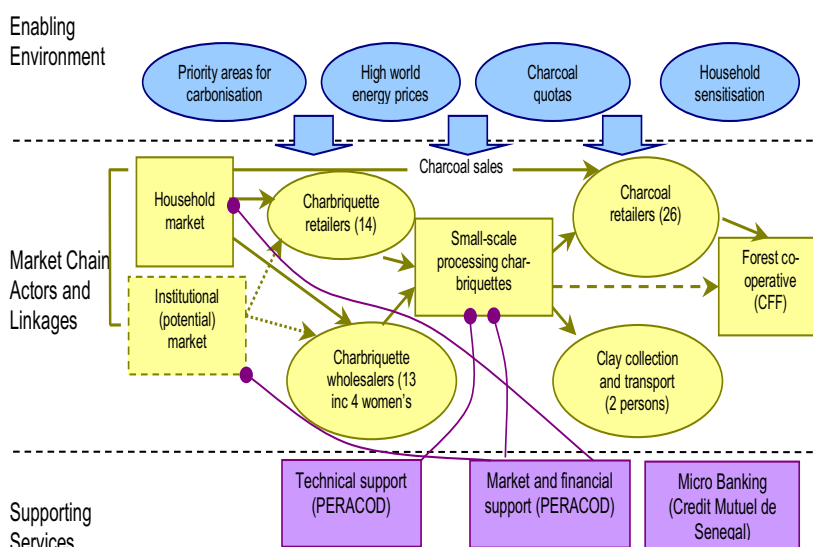 Enabling
Environment
Priority areas for
carbonisation
High world
energy prices
Charcoal
quotas
Household
sensitisation
Charcoal sales
Market Chain
Actors and
Linkages
Household
market
Institutional
(potential)
market
Charbriquette
retailers (14)
Charbriquette
wholesalers (13
inc 4 women's
Small-scale
processing char-
briquettes
Charcoal
retailers (26)
Forest co-
operative
(CFF)
Clay collection
and transport
(2 persons)
Supporting
Services
Technical support
(PERACOD)
Market and financial
support (PERACOD)
Micro Banking
(Credit Mutuel de
Senegal)